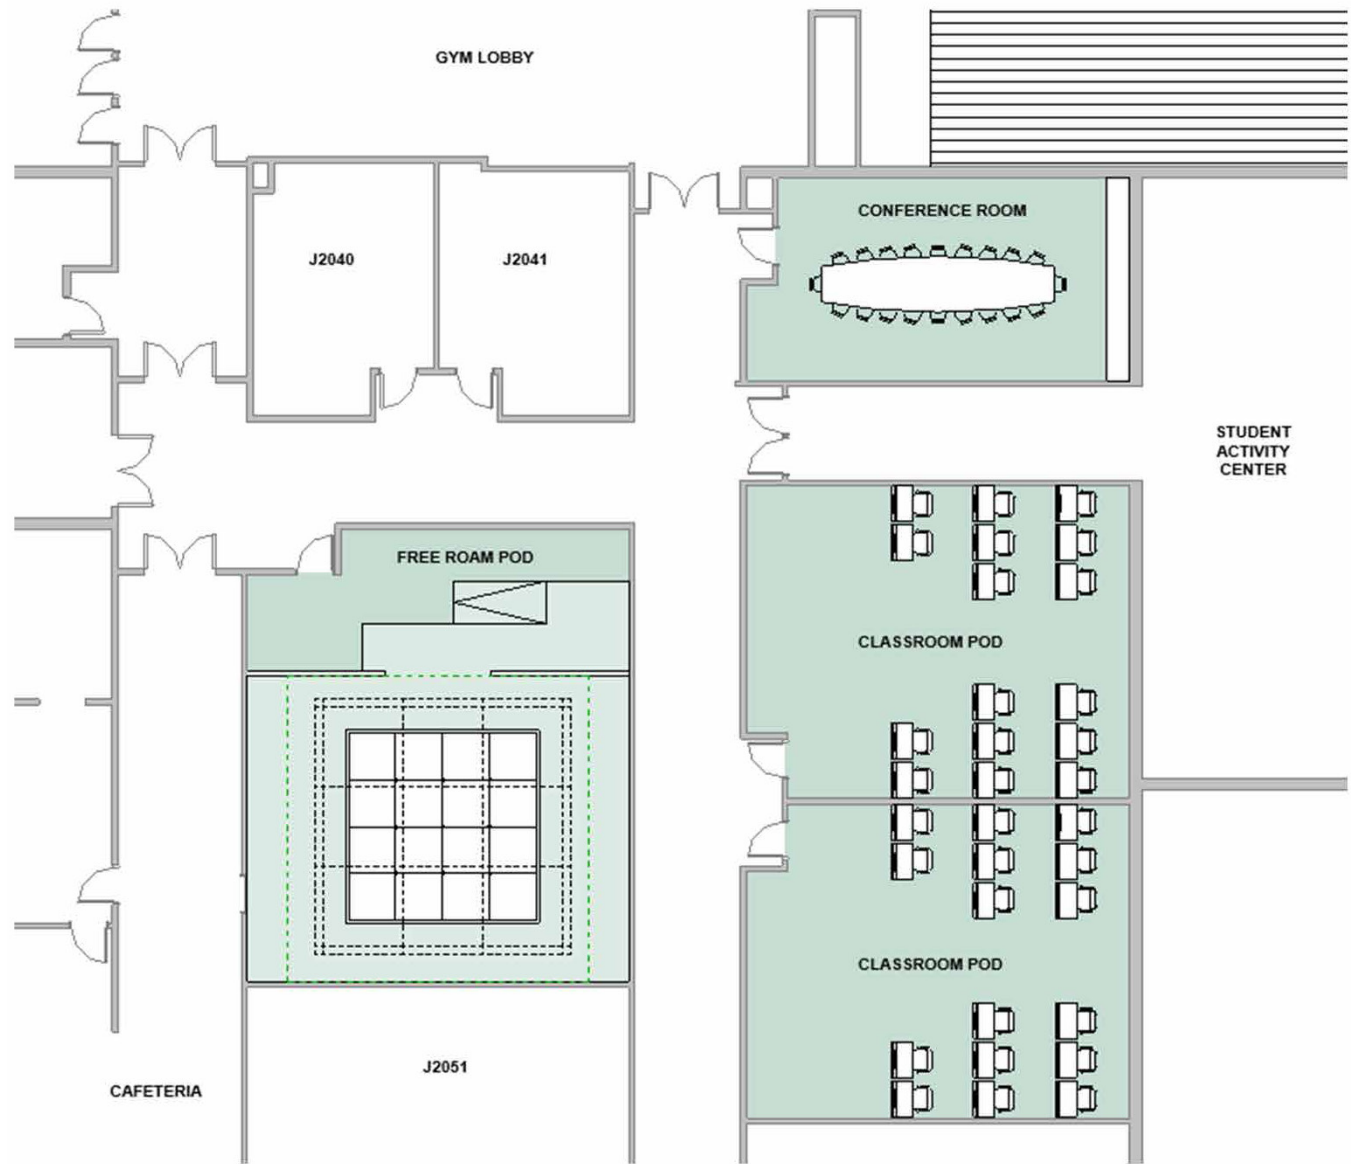 GYM LOBBY
CONFERENCE ROOM
J2040
J2041
STUDENT
ACTIVITY
CENTER
FREE ROAM POD
CLASSROOM POD
CLASSROOM POD
J2051
CAFETERIA